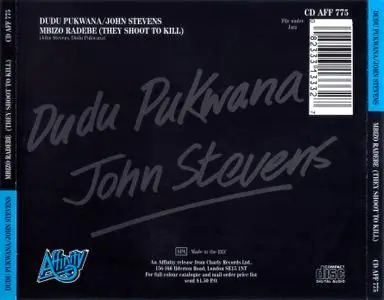 DUDU PUKWANA/JOHN STEVENS
MBIZO RADEBE (THEY SHOOT TO KILL)
(John Stevens, Dudu Pukwana)
CD AFF 775
File under
Jazz
Dudu Pukwana
John Stevens
Affinity
MPS Made in the EEC
An Affinity release from Charly Records Ltd.
156-166 Ilderton Road, London SE15 1NT
For full colour catalogue and mail order price list
send $1.50 P.O.
COMPACT
disc
DIGITAL AUDIO
DUDU PUKWANA/JOHN STEVENS MBIZO RADEBE (THEY SHOOT TO KILL) CD AFF 775
DUDU PUKWANA/JOHN STEVENS MBIZO RADEBE (THEY SHOOT TO KILL) CD AFF 775